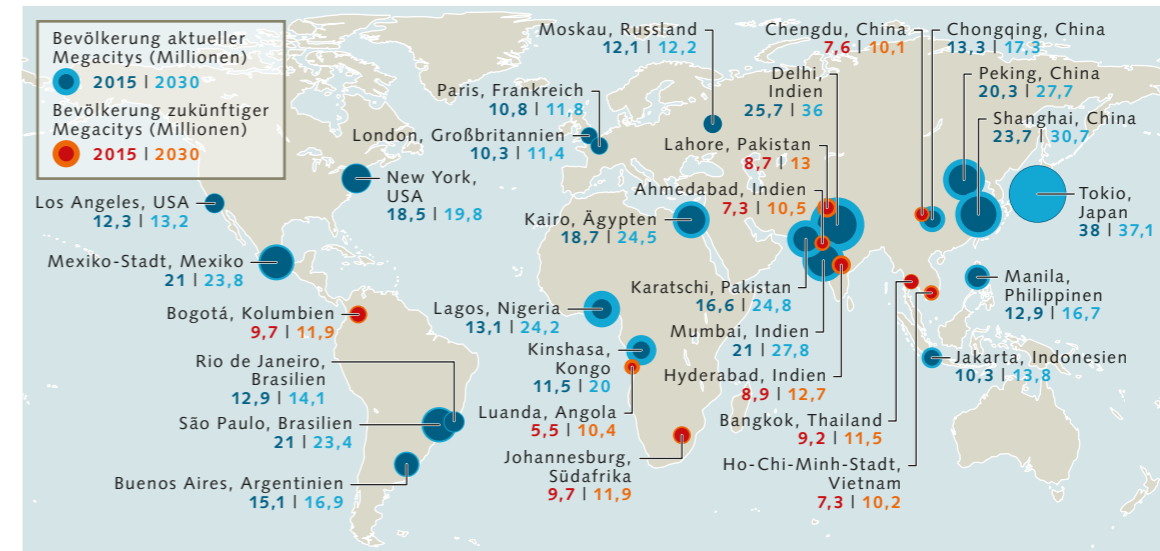 Bevölkerung aktueller
Megacitys (Millionen)
2015 | 2030
Bevölkerung zukünftiger
Megacitys (Millionen)
2015 | 2030
Los Angeles, USA
12,3 | 13,2
New York,
USA
18,5 | 19,8
Mexiko-Stadt, Mexiko
21 | 23,8
Bogotá, Kolumbien
9,7 | 11,9
Rio de Janeiro,
Brasilien
12,9 | 14,1
São Paulo, Brasilien
21 | 23,4
Buenos Aires, Argentinien
15,1 | 16,9
Moskau, Russland
12,1 | 12,2
Paris, Frankreich
10,8 | 11,8
London, Großbritannien
10,3 | 11,4
Kairo, Ägypten
18,7 | 24,5
Lagos, Nigeria
13,1 | 24,2
Kinshasa,
Kongo
11,5 | 20
Luanda, Angola
5,5 | 10,4
Johannesburg,
Südafrika
9,7 | 11,9
Chengdu, China
7,6 | 10,1
Delhi,
Indien
25,7 | 36
Lahore, Pakistan
8,7 | 13
Ahmedabad, Indien
7,3 | 10,5
Karatschi, Pakistan
16,6 | 24,8
Mumbai, Indien
21 | 27,8
Hyderabad, Indien
8,9 | 12,7
Bangkok, Thailand
9,2 | 11,5
Ho-Chi-Minh-Stadt,
Vietnam
7,3 | 10,2
Chongqing, China
13,3 | 17,3
Peking, China
20,3 | 27,7
Shanghai, China
23,7 | 30,7
Tokio,
Japan
38 | 37,1
Manila,
Philippinen
12,9 | 16,7
Jakarta, Indonesien
10,3 | 13,8